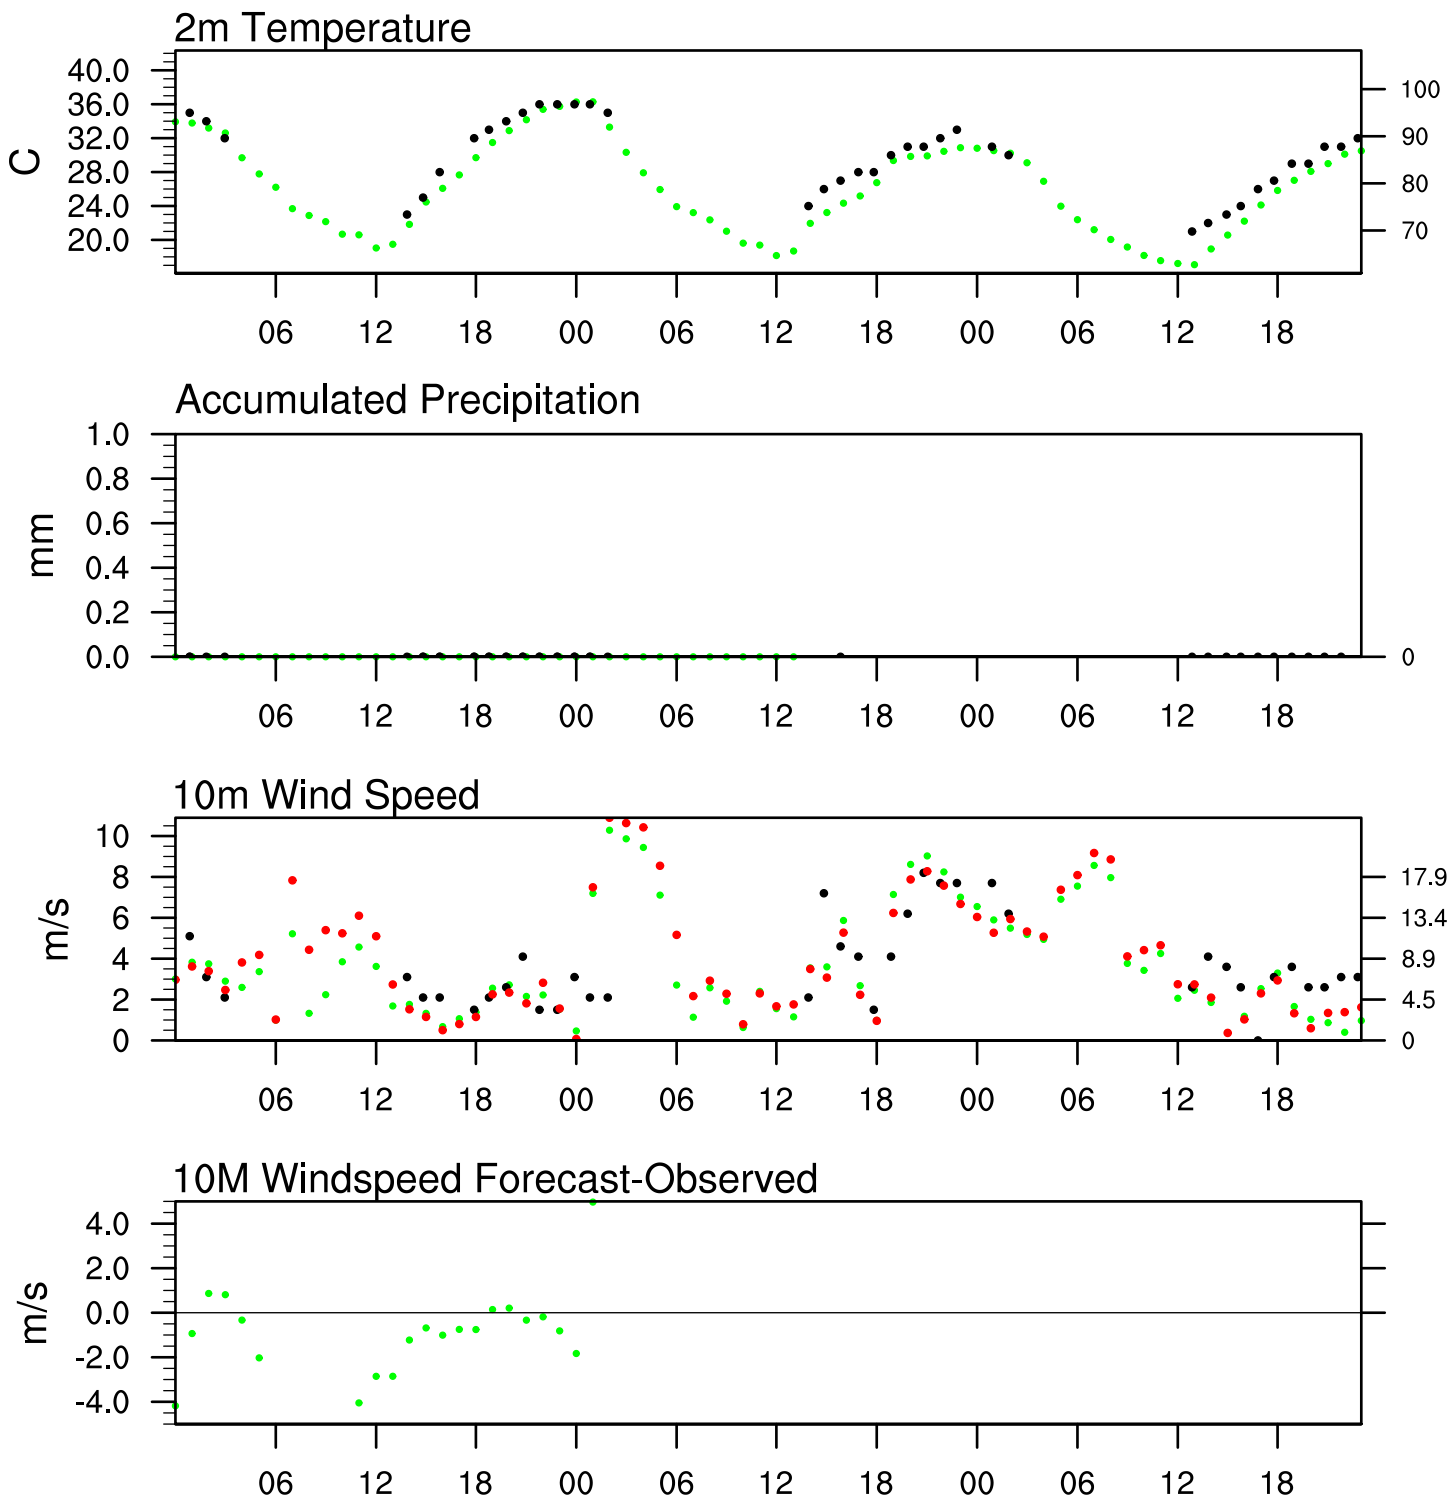 2m Temperature
40.0
36.0
32.0
28.0
24.0
20.0
C
100
90
80
70
06 12 18 00 06 12 18 00 06 12 18
Accumulated Precipitation
1.0
0.8
0.6
0.4
0.2
0.0
mm
0
06 12 18 00 06 12 18 00 06 12 18
10m Wind Speed
10
8
6
4
2
0
m/s
17.9
13.4
8.9
4.5
0
06 12 18 00 06 12 18 00 06 12 18
10M Windspeed Forecast-Observed
4.0
2.0
0.0
-2.0
-4.0
m/s
06 12 18 00 06 12 18 00 06 12 18